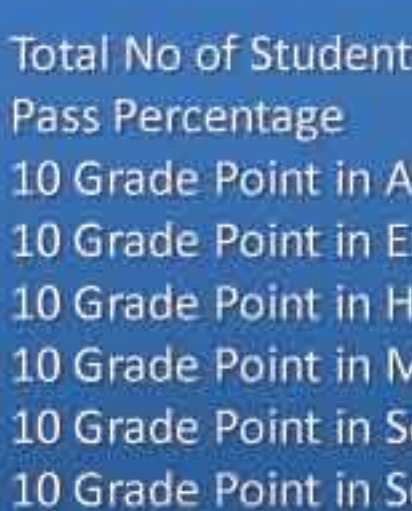 Total No of Student
Pass Percentage
10 Grade Point in A
10 Grade Point in E
10 Grade Point in H
10 Grade Point in M
10 Grade Point in S
10 Grade Point in S